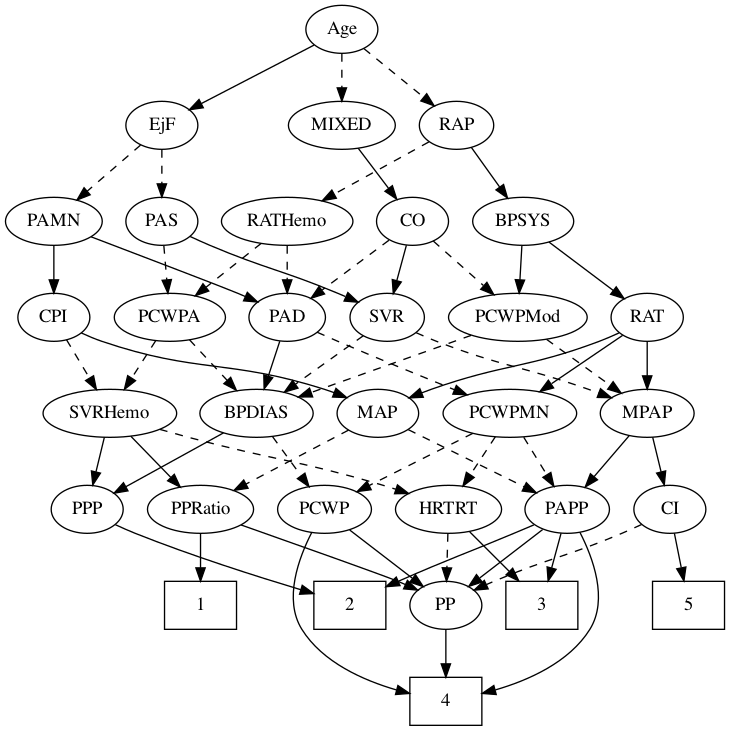 Age
EjF MIXED RAP
PAMN PAS RATHemo CO BPSYS
CPI PCWPA PAD SVR PCWPMod RAT
SVRHemo BPDIAS MAP PCWPMN MPAP
PPP PPRatio PCWP HRTRT PAPP CI
1 2 PP 3 5
4